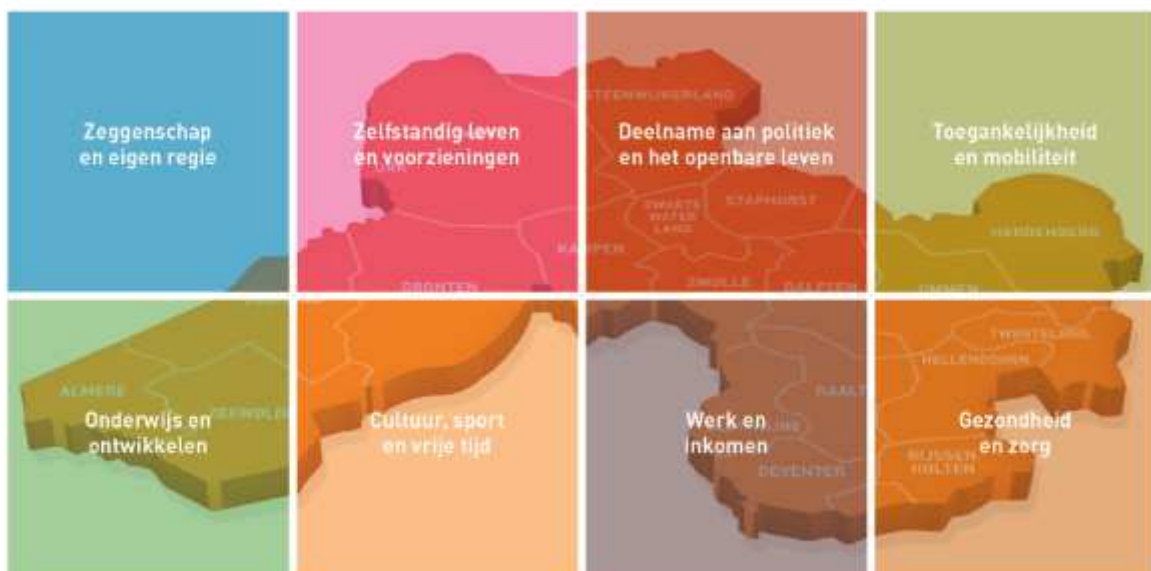 Zeggenschap
en eigen regie
Zelfstandig leven
en voorzieningen
Deelname aan politiek
en het openbare leven
Toegankelijkheid
en mobiliteit
STEENWIJKERLAND
URK
ZWARTE
WATER
LAND
STAPHORST
HARDENBERG
KAMPEN
DRONTEN
ZWOLLE
DALFSEN
OMMEN
Onderwijs en
ontwikkelen
Cultuur, sport
en vrije tijd
Werk en
inkomen
Gezondheid
en zorg
ALMERE
ZEEWOLDE
RAALTE
DEVENTER
TWENTERAND
HELLENDOORN
RIJSSEN
HOLTEN